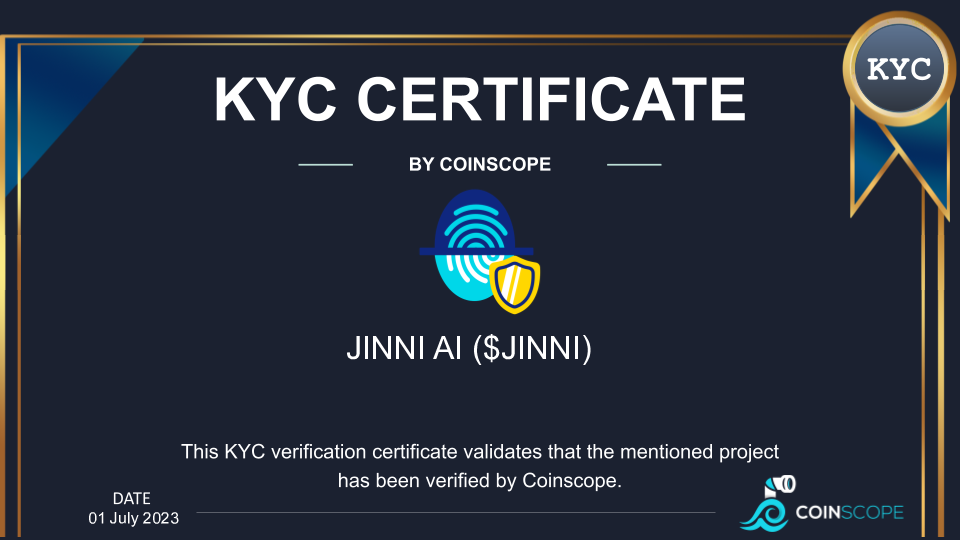 KYC
KYC CERTIFICATE
BY COINSCOPE
JINNI AI ($JINNI)
This KYC verification certificate validates that the mentioned project
has been verified by Coinscope.
DATE
01 July 2023
COINSCOPE